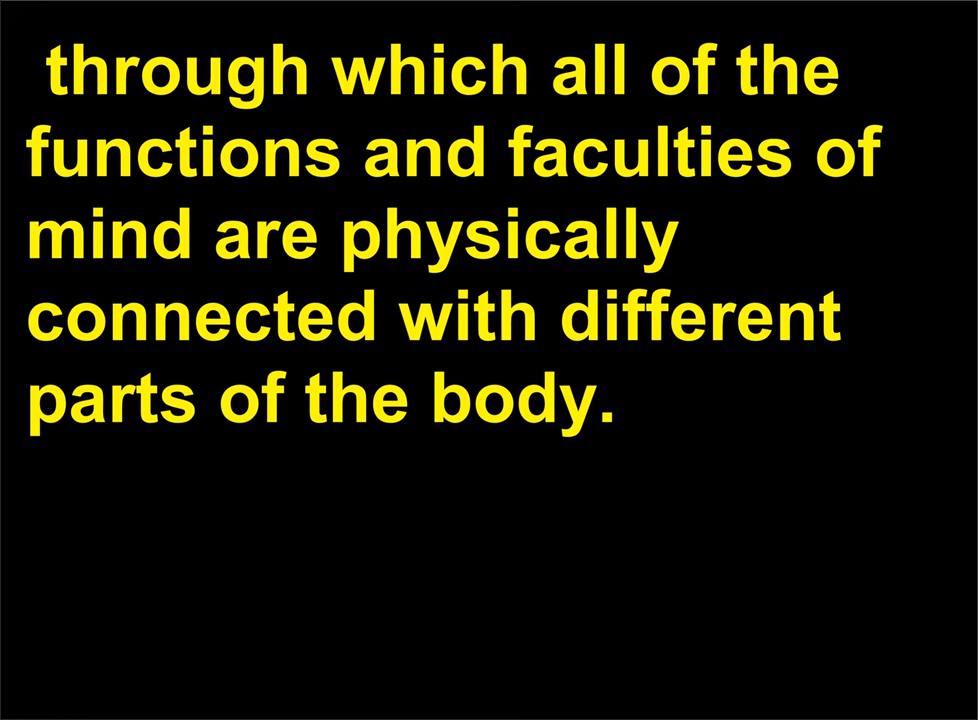 through which all of the
functions and faculties of
mind are physically
connected with different
parts of the body.